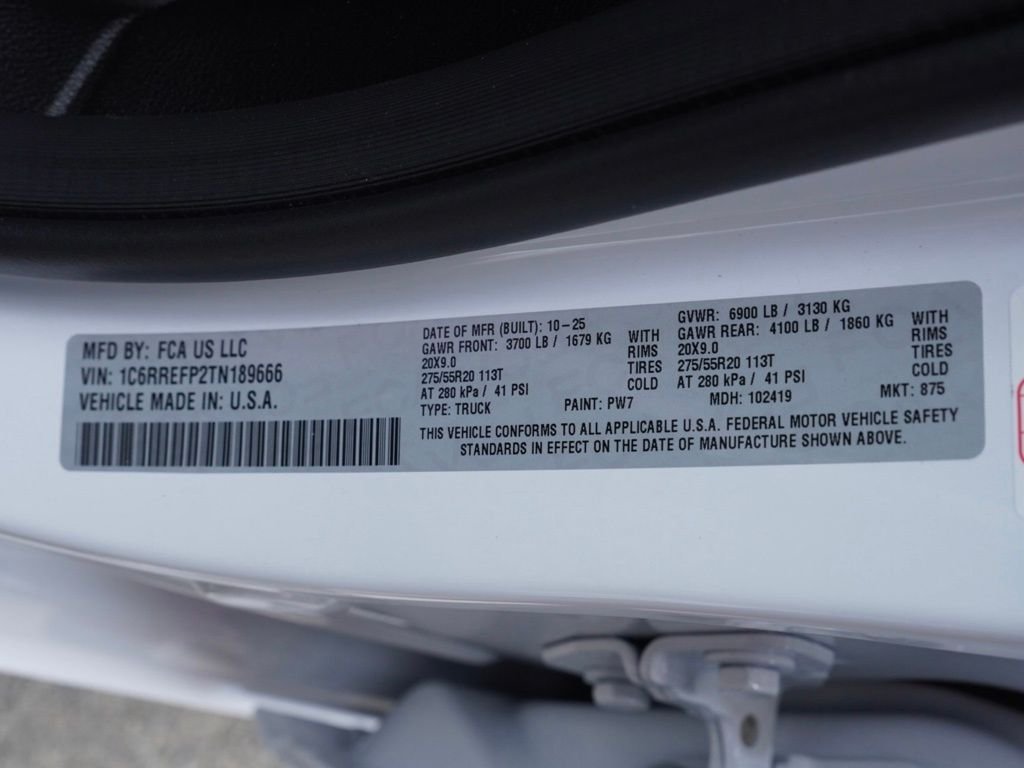 MFD BY: FCA US LLC
VIN: 1C6RREFP2TN189666
VEHICLE MADE IN: U.S.A.
DATE OF MFR (BUILT): 10-25
GAWR FRONT: 3700 LB / 1679 KG WITH
20X9.0 RIMS
275/55R20 113T TIRES
AT 280 kPa / 41 PSI COLD
TYPE: TRUCK PAINT: PW7
GVWR: 6900 LB / 3130 KG
GAWR REAR: 4100 LB / 1860 KG WITH
20X9.0 RIMS
275/55R20 113T TIRES
AT 280 kPa / 41 PSI COLD
MDH: 102419 MKT: 875
THIS VEHICLE CONFORMS TO ALL APPLICABLE U.S.A. FEDERAL MOTOR VEHICLE SAFETY
STANDARDS IN EFFECT ON THE DATE OF MANUFACTURE SHOWN ABOVE.